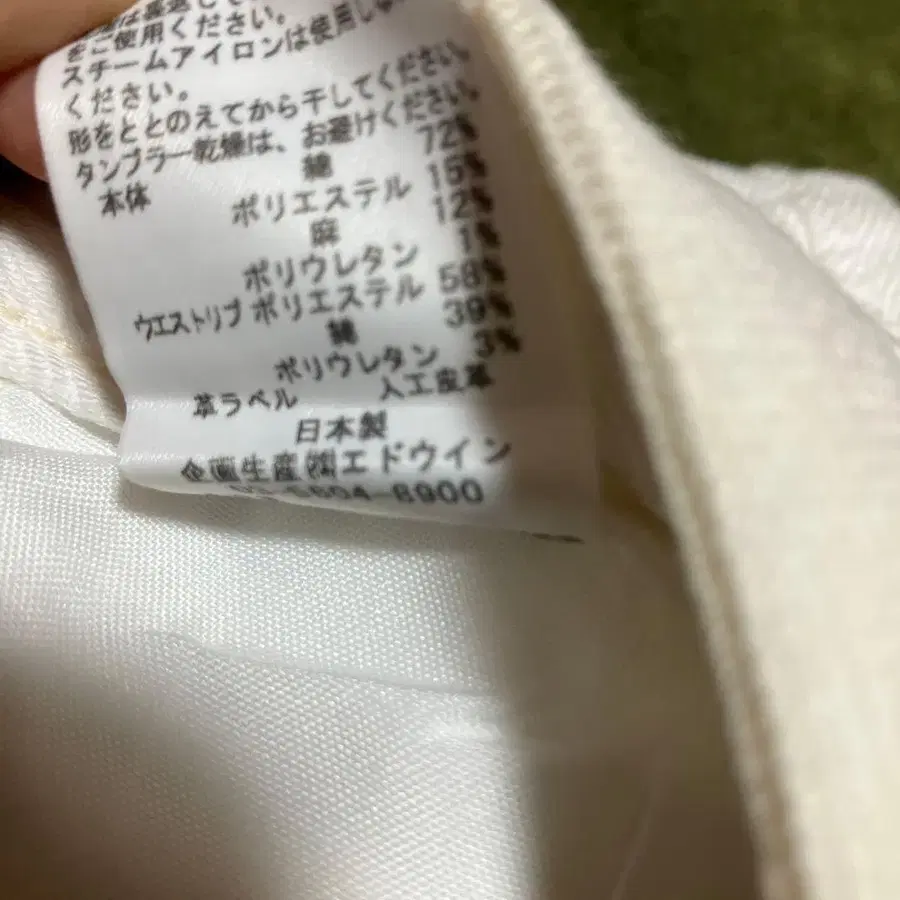 をご使用ください。
スチームアイロンは使用しな
ください。
形をととのえてから干してください。
タンブラー乾燥は、お避けください。
本体 綿 72%
ポリエステル 15%
麻 12%
ポリウレタン 1%
ウエストリブ ポリエステル 58%
綿 39%
ポリウレタン 3%
革ラベル 人工皮革
日本製
企画生産㈱エドウイン